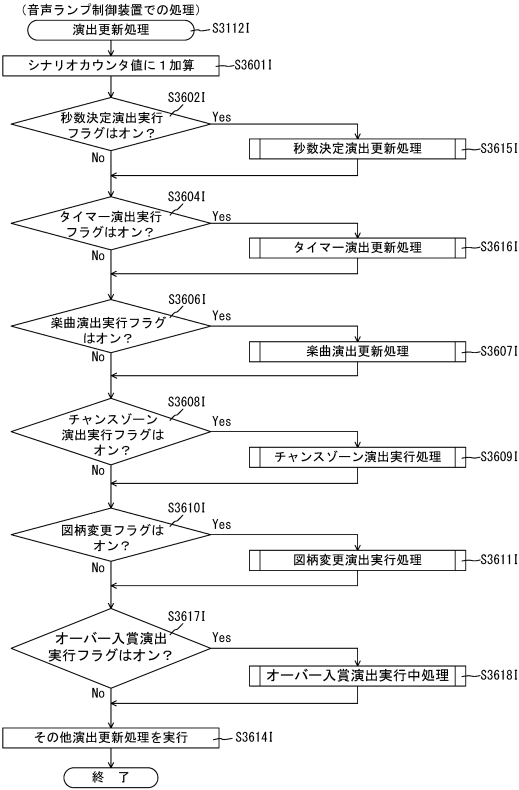 （音声ランプ制御装置での処理）
演出更新処理
S3112I
シナリオカウンタ値に１加算
S3601I
S3602I
秒数決定演出実行
フラグはオン？
Yes
No
秒数決定演出更新処理
S3615I
S3604I
タイマー演出実行
フラグはオン？
Yes
No
タイマー演出更新処理
S3616I
S3606I
楽曲演出実行フラグ
はオン？
Yes
No
楽曲演出更新処理
S3607I
S3608I
チャンスゾーン
演出実行フラグは
オン？
Yes
No
チャンスゾーン演出実行処理
S3609I
S3610I
図柄変更フラグは
オン？
Yes
No
図柄変更演出実行処理
S3611I
S3617I
オーバー入賞演出
実行フラグはオン？
Yes
No
オーバー入賞演出実行中処理
S3618I
その他演出更新処理を実行
S3614I
終　了